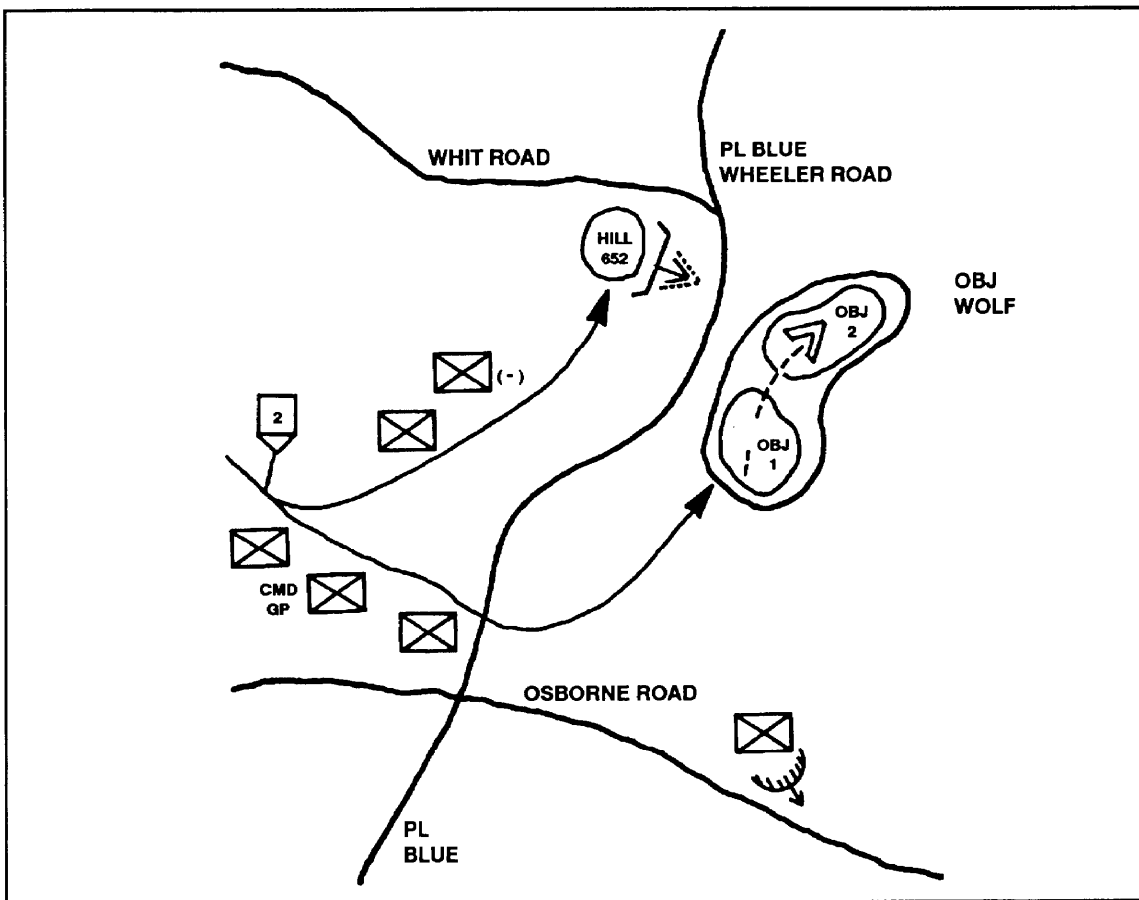 WHIT ROAD
PL BLUE
WHEELER ROAD
HILL
652
OBJ
WOLF
OBJ
2
(-)
2
OBJ
1
CMD
GP
OSBORNE ROAD
PL
BLUE